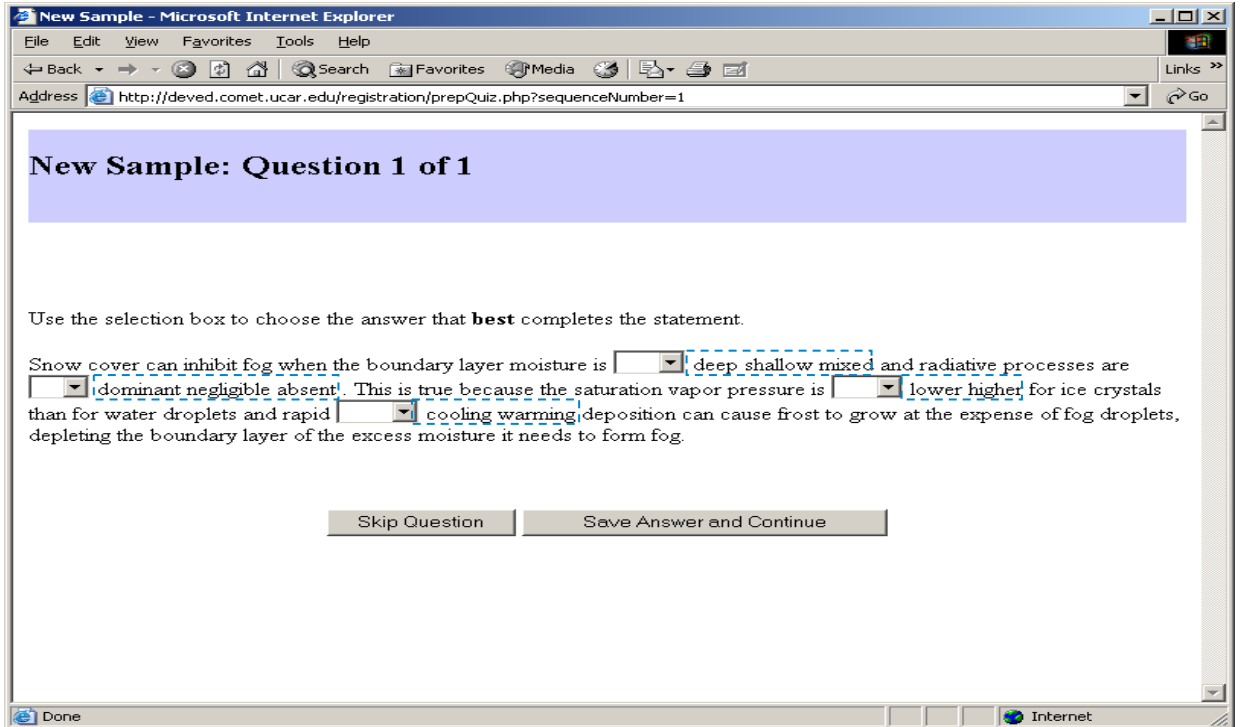 New Sample - Microsoft Internet Explorer
File Edit View Favorites Tools Help
Back Search Favorites Media Links »
Address http://deved.comet.ucar.edu/registration/prepQuiz.php?sequenceNumber=1 Go
New Sample: Question 1 of 1
Use the selection box to choose the answer that best completes the statement.
Snow cover can inhibit fog when the boundary layer moisture is deep shallow mixed and radiative processes are
dominant negligible absent . This is true because the saturation vapor pressure is lower higher for ice crystals
than for water droplets and rapid cooling warming deposition can cause frost to grow at the expense of fog droplets,
depleting the boundary layer of the excess moisture it needs to form fog.
Skip Question Save Answer and Continue
Done Internet